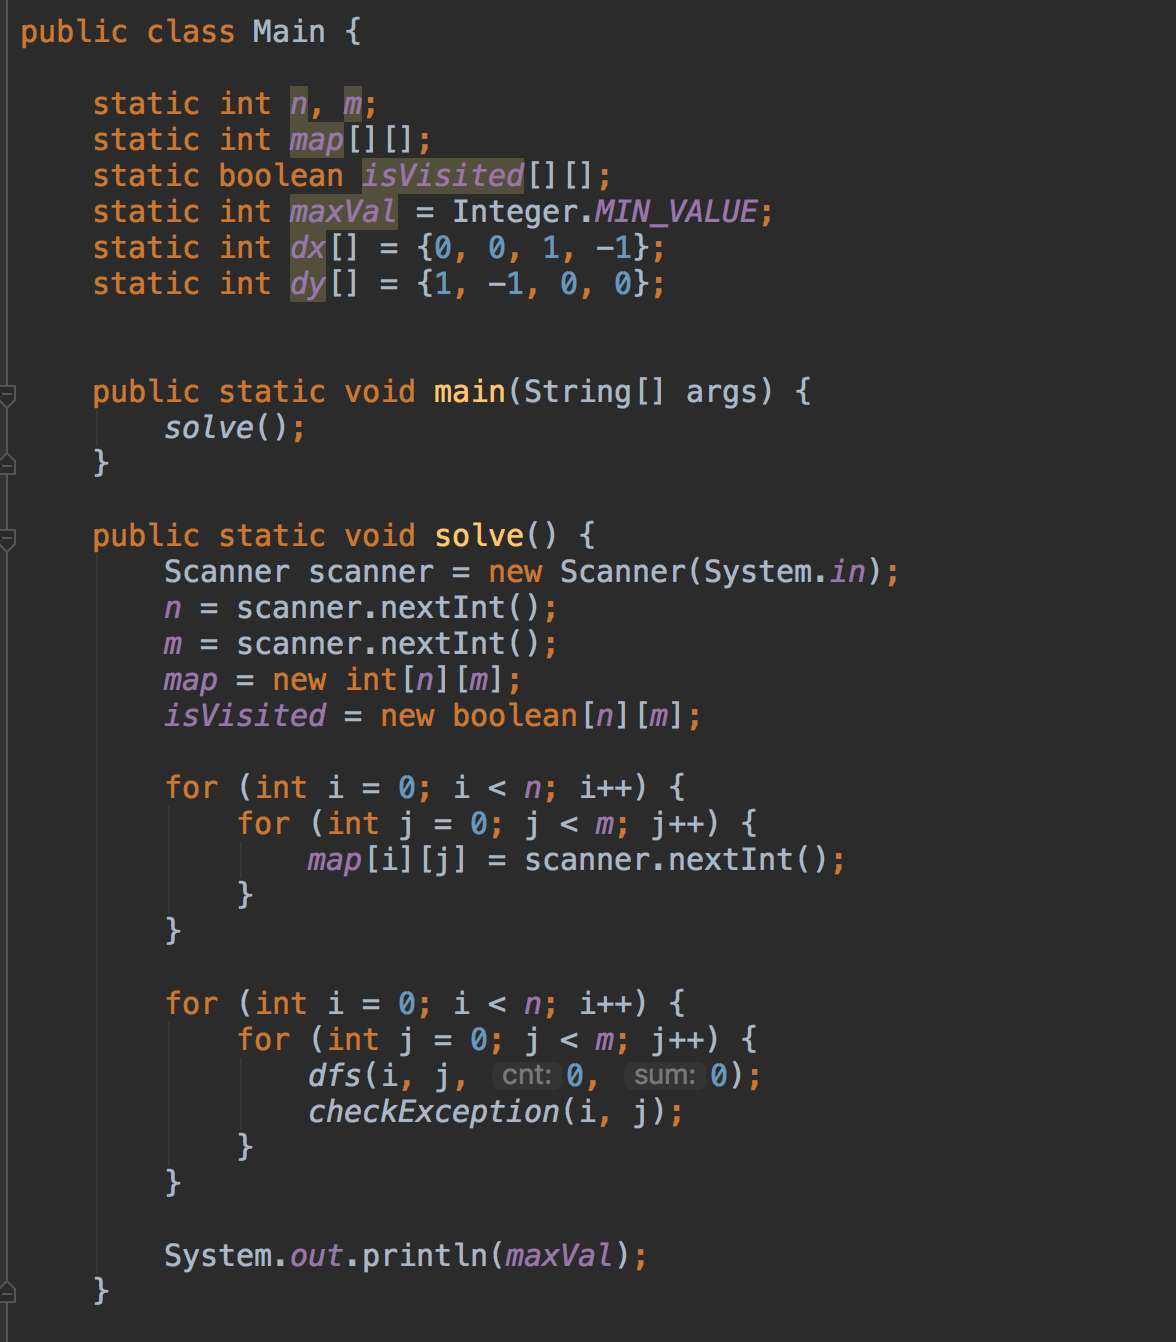 public class Main {
static int n, m;
static int map[][];
static boolean isVisited[][];
static int maxVal = Integer.MIN_VALUE;
static int dx[] = {0, 0, 1, -1};
static int dy[] = {1, -1, 0, 0};
public static void main(String[] args) {
solve();
}
public static void solve() {
Scanner scanner = new Scanner(System.in);
n = scanner.nextInt();
m = scanner.nextInt();
map = new int[n][m];
isVisited = new boolean[n][m];
for (int i = 0; i < n; i++) {
for (int j = 0; j < m; j++) {
map[i][j] = scanner.nextInt();
}
}
for (int i = 0; i < n; i++) {
for (int j = 0; j < m; j++) {
dfs(i, j, cnt: 0, sum: 0);
checkException(i, j);
}
}
System.out.println(maxVal);
}